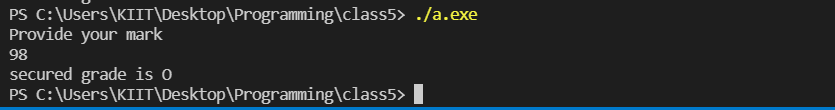 PS C:\Users\KIIT\Desktop\Programming\class5> ./a.exe
Provide your mark
98
secured grade is O
PS C:\Users\KIIT\Desktop\Programming\class5>